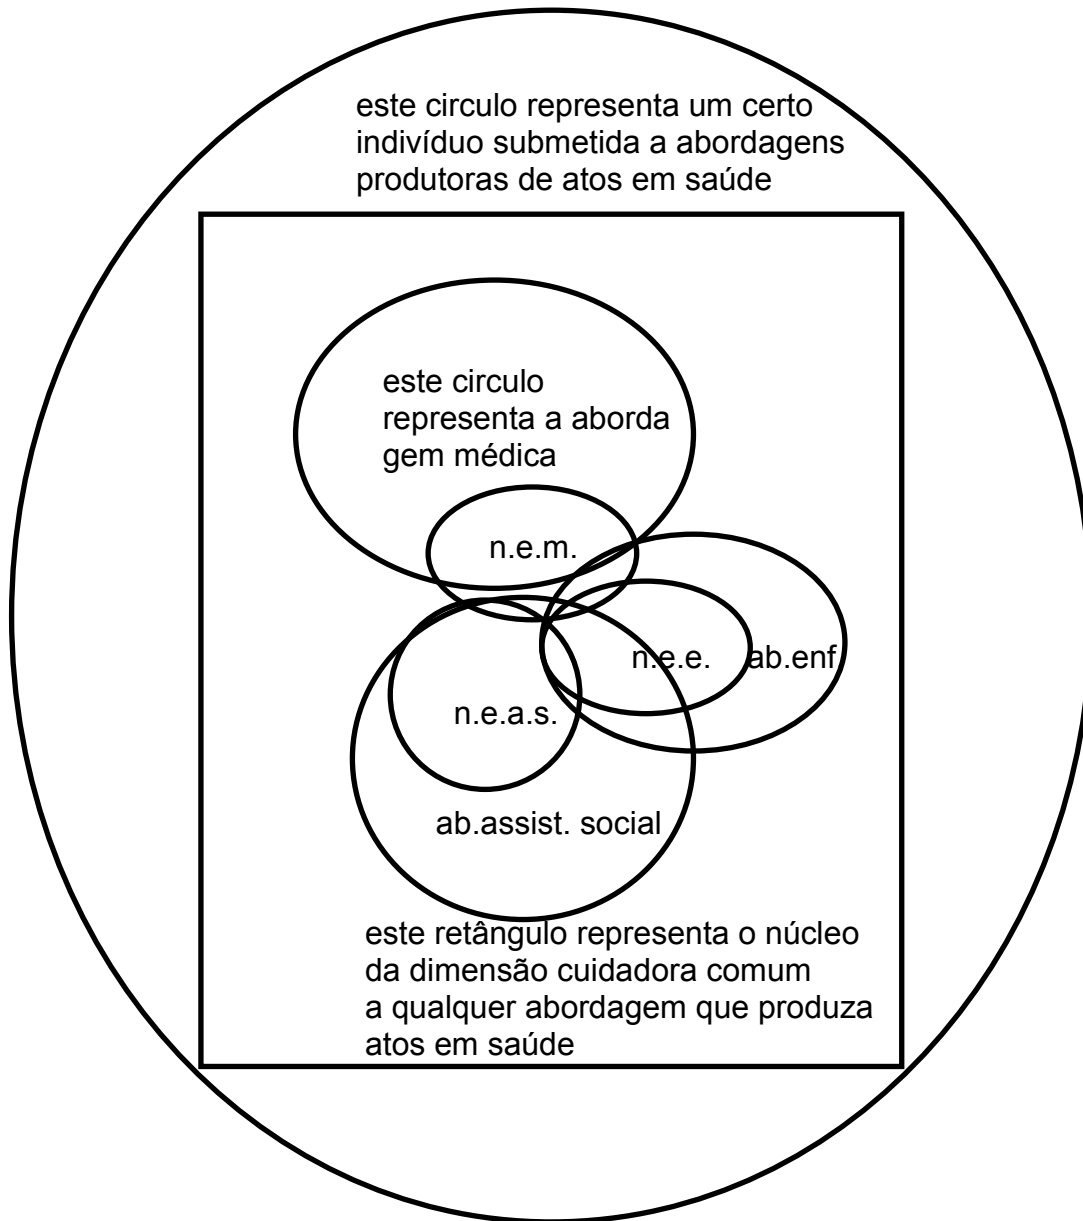 este circulo representa um certo
indivíduo submetida a abordagens
produtoras de atos em saúde
este circulo
representa a aborda
gem médica
n.e.m.
n.e.e.
ab.enf
n.e.a.s.
ab.assist. social
este retângulo representa o núcleo
da dimensão cuidadora comum
a qualquer abordagem que produza
atos em saúde